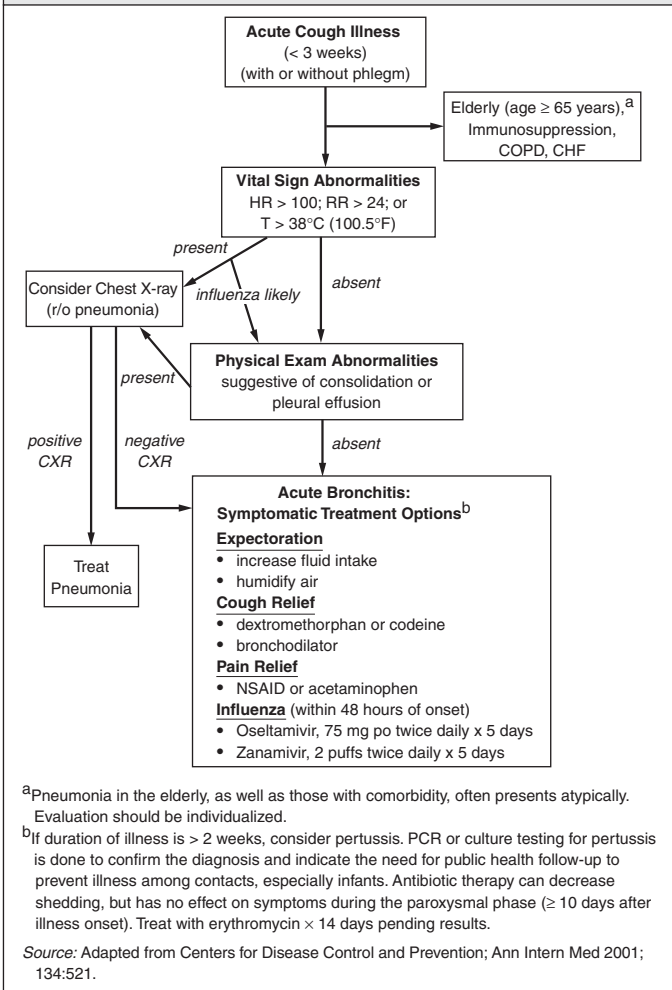 Acute Cough Illness
(< 3 weeks)
(with or without phlegm)
Elderly (age ≥ 65 years),a
Immunosuppression,
COPD, CHF
Vital Sign Abnormalities
HR > 100; RR > 24; or
T > 38°C (100.5°F)
present
influenza likely
absent
Consider Chest X-ray
(r/o pneumonia)
Physical Exam Abnormalities
suggestive of consolidation or
pleural effusion
present
positive
CXR
negative
CXR
absent
Treat
Pneumonia
Acute Bronchitis:
Symptomatic Treatment Optionsb
Expectoration
• increase fluid intake
• humidify air
Cough Relief
• dextromethorphan or codeine
• bronchodilator
Pain Relief
• NSAID or acetaminophen
Influenza (within 48 hours of onset)
• Oseltamivir, 75 mg po twice daily x 5 days
• Zanamivir, 2 puffs twice daily x 5 days
aPneumonia in the elderly, as well as those with comorbidity, often presents atypically.
Evaluation should be individualized.
bIf duration of illness is > 2 weeks, consider pertussis. PCR or culture testing for pertussis
is done to confirm the diagnosis and indicate the need for public health follow-up to
prevent illness among contacts, especially infants. Antibiotic therapy can decrease
shedding, but has no effect on symptoms during the paroxysmal phase (≥ 10 days after
illness onset). Treat with erythromycin × 14 days pending results.
Source: Adapted from Centers for Disease Control and Prevention; Ann Intern Med 2001;
134:521.